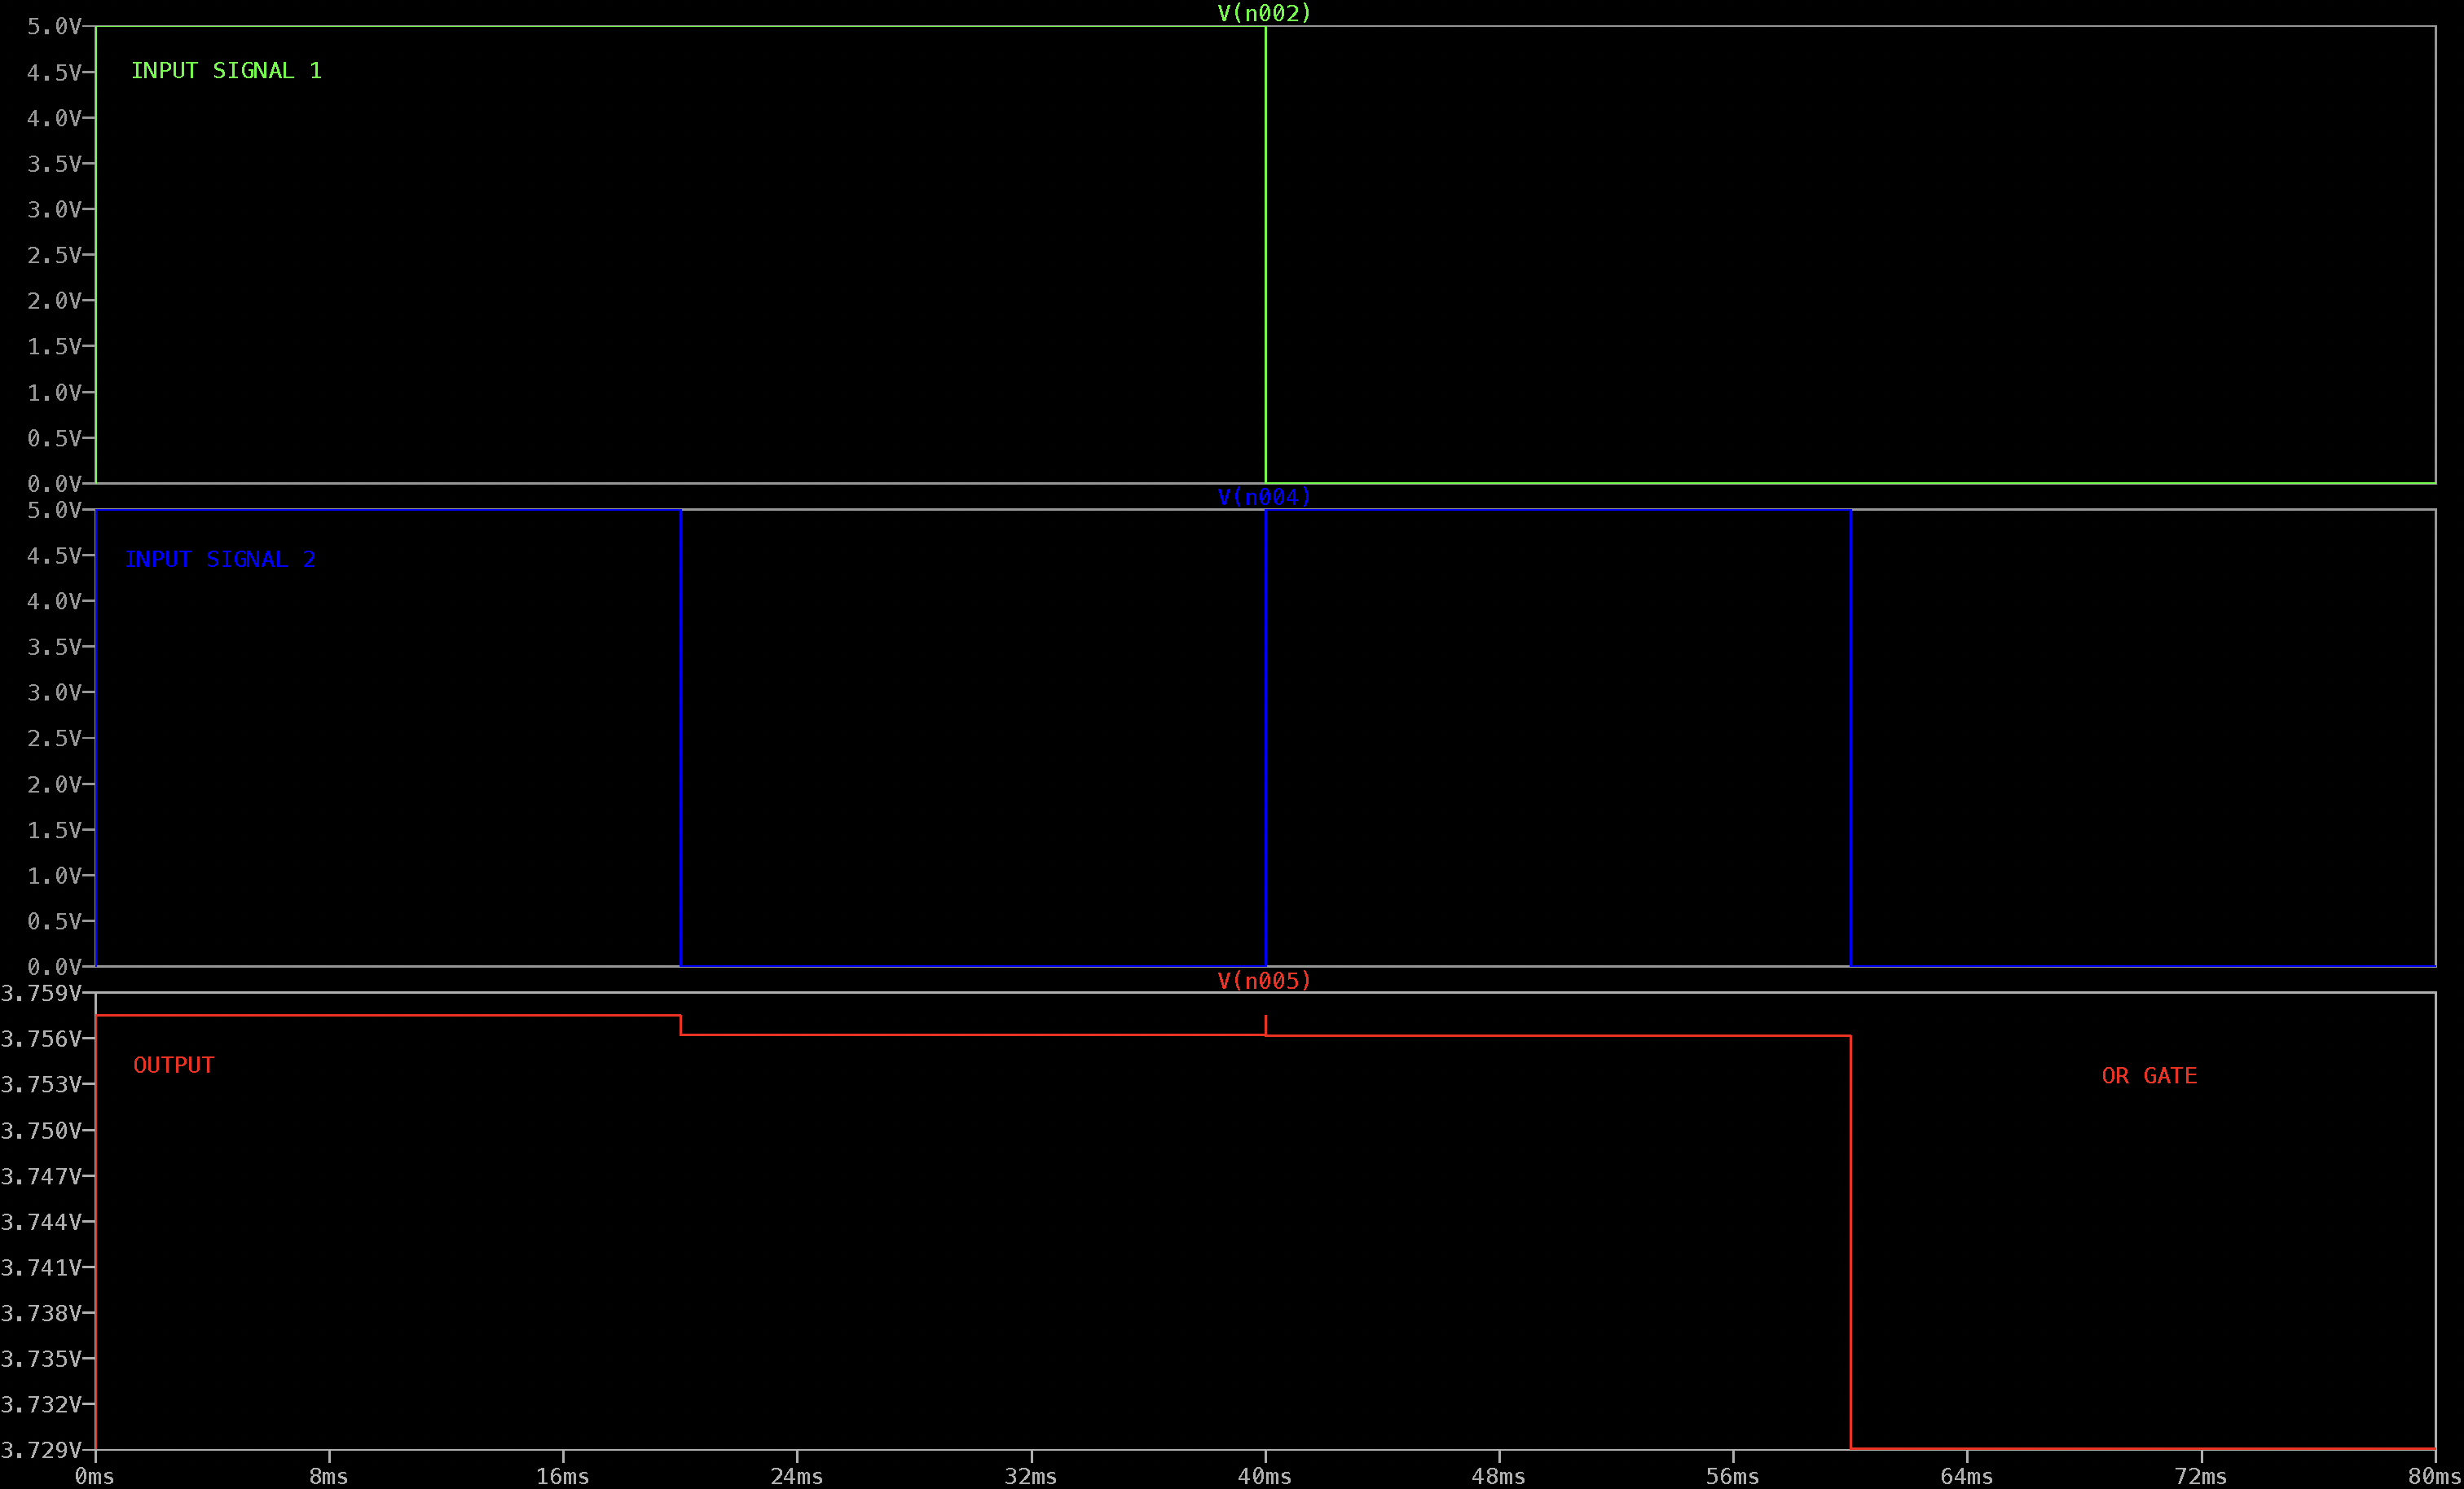 V(n002)
5.0V
INPUT SIGNAL 1
4.5V
4.0V
3.5V
3.0V
2.5V
2.0V
1.5V
1.0V
0.5V
0.0V
V(n004)
5.0V
INPUT SIGNAL 2
4.5V
4.0V
3.5V
3.0V
2.5V
2.0V
1.5V
1.0V
0.5V
0.0V
V(n005)
3.759V
3.756V
OUTPUT
OR GATE
3.753V
3.750V
3.747V
3.744V
3.741V
3.738V
3.735V
3.732V
3.729V
0ms 8ms 16ms 24ms 32ms 40ms 48ms 56ms 64ms 72ms 80ms